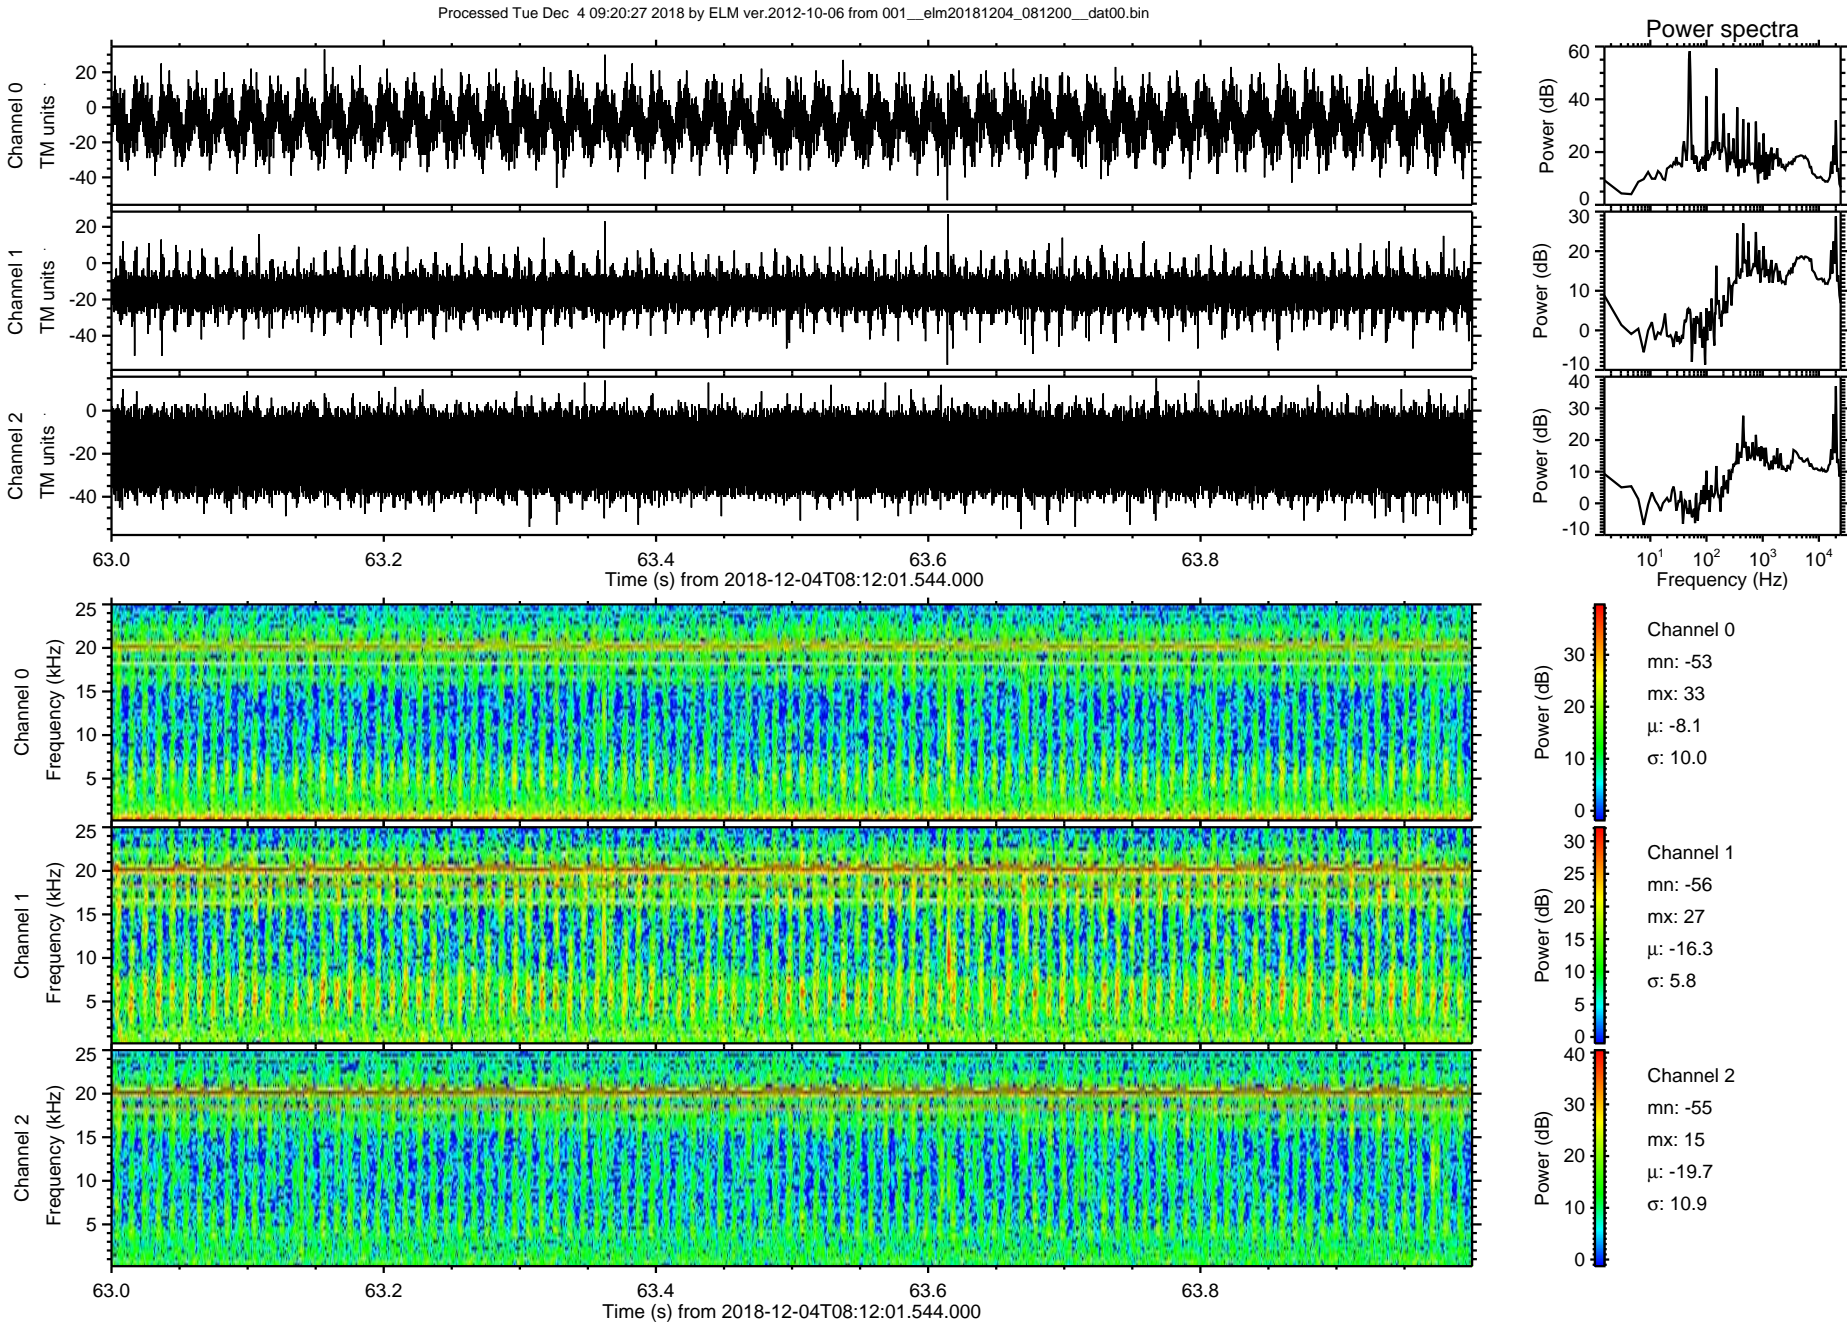 Processed Tue Dec  4 09:20:27 2018 by ELM ver.2012-10-06 from 001__elm20181204_081200__dat00.bin
Power spectra
Channel 0
TM units
20
0
-20
-40
Power (dB)
60
40
20
0
Channel 1
TM units
20
0
-20
-40
Power (dB)
30
20
10
0
-10
Channel 2
TM units
0
-20
-40
Power (dB)
40
30
20
10
0
-10
63.0 63.2 63.4 63.6 63.8
Time (s) from 2018-12-04T08:12:01.544.000
10¹ 10² 10³ 10⁴
Frequency (Hz)
Channel 0
Frequency (kHz)
25
20
15
10
5
Power (dB)
30
20
10
0
Channel 0
mn: -53
mx: 33
μ: -8.1
σ: 10.0
Channel 1
Frequency (kHz)
25
20
15
10
5
Power (dB)
30
25
20
15
10
5
0
Channel 1
mn: -56
mx: 27
μ: -16.3
σ: 5.8
Channel 2
Frequency (kHz)
25
20
15
10
5
Power (dB)
40
30
20
10
0
Channel 2
mn: -55
mx: 15
μ: -19.7
σ: 10.9
63.0 63.2 63.4 63.6 63.8
Time (s) from 2018-12-04T08:12:01.544.000